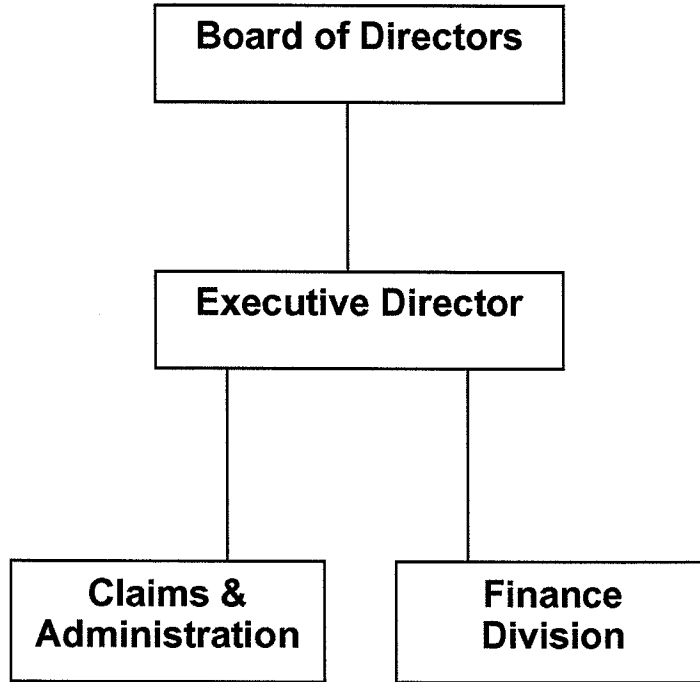 Board of Directors
Executive Director
Claims &
Administration
Finance
Division